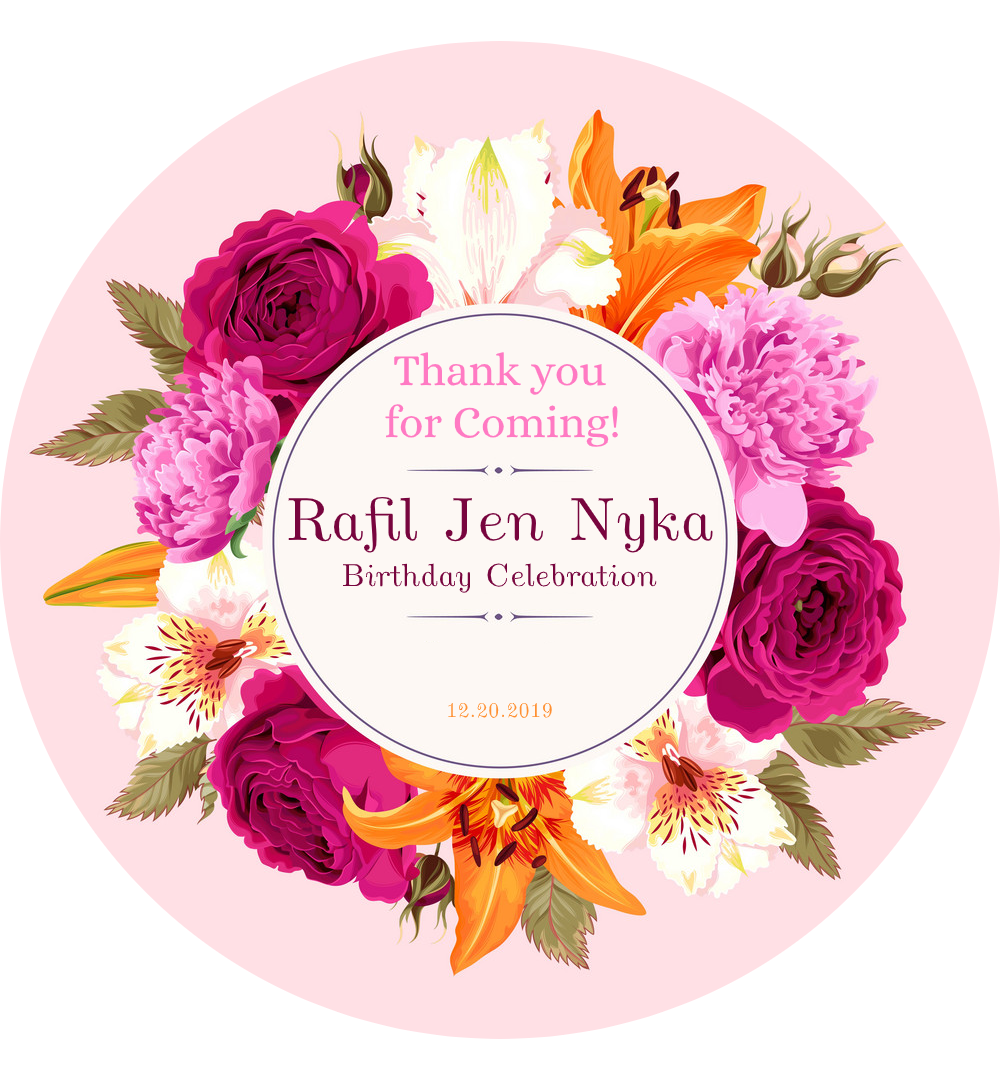 Thank you
for Coming!
Rafil Jen Nyka
Birthday Celebration
12.20.2019